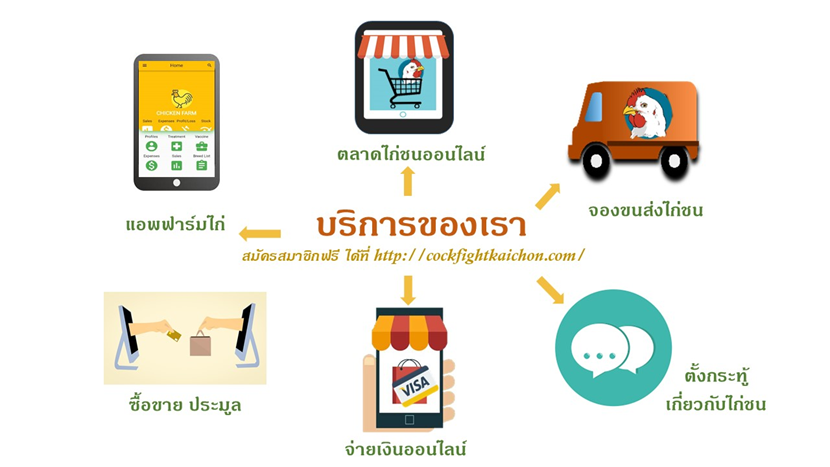 ตลาดไก่ชนออนไลน์
Home
CHICKEN FARM
Sales Expenses Profit/Loss Stock
Profiles Treatment Vaccine
Expenses Sales Breed List
แอพฟาร์มไก่
จองขนส่งไก่ชน
บริการของเรา
สมัครสมาชิกฟรี ได้ที่ http://cockfightkaichon.com/
ซื้อขาย ประมูล
VISA
จ่ายเงินออนไลน์
ตั้งกระทู้
เกี่ยวกับไก่ชน